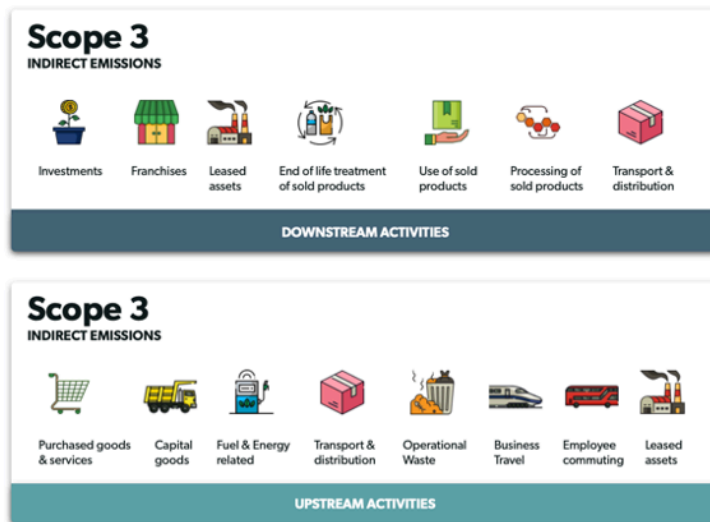 Scope 3
INDIRECT EMISSIONS
Investments
Franchises
Leased
assets
End of life treatment
of sold products
Use of sold
products
Processing of
sold products
Transport &
distribution
DOWNSTREAM ACTIVITIES
Scope 3
INDIRECT EMISSIONS
Purchased goods
& services
Capital
goods
Fuel & Energy
related
Transport &
distribution
Operational
Waste
Business
Travel
Employee
commuting
Leased
assets
UPSTREAM ACTIVITIES